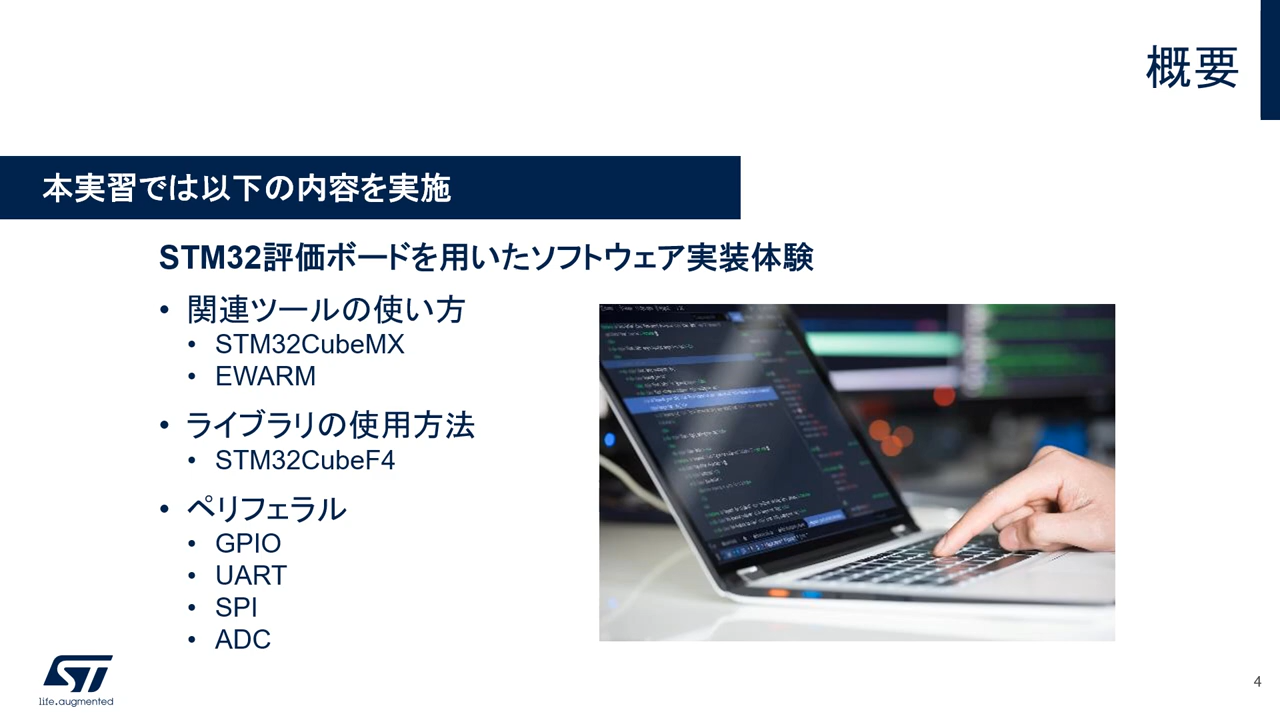 概要
本実習では以下の内容を実施
STM32評価ボードを用いたソフトウェア実装体験
• 関連ツールの使い方
• STM32CubeMX
• EWARM
• ライブラリの使用方法
• STM32CubeF4
• ペリフェラル
• GPIO
• UART
• SPI
• ADC
ST
life.augmented
4